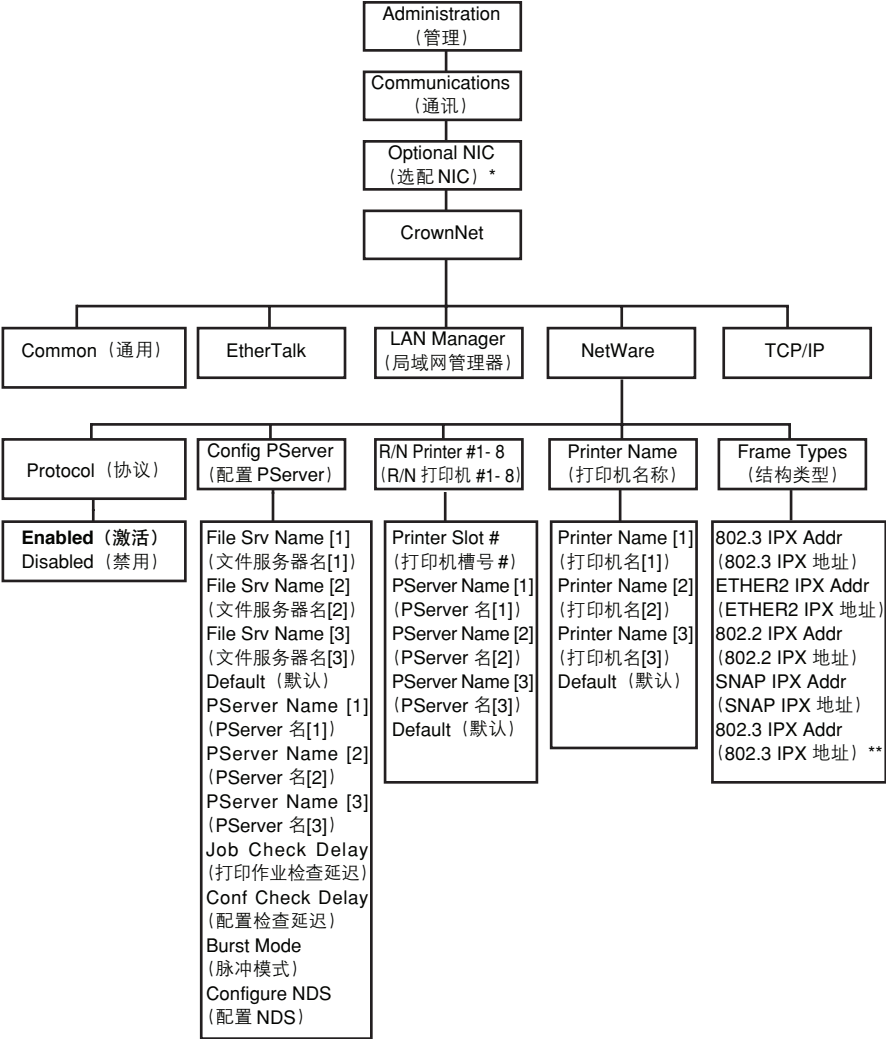 Administration
（管理）
Communications
（通讯）
Optional NIC
（选配 NIC）*
CrownNet
Common（通用）
EtherTalk
LAN Manager
（局域网管理器）
NetWare
TCP/IP
Protocol（协议）
Config PServer
（配置 PServer）
R/N Printer #1- 8
（R/N 打印机 #1- 8）
Printer Name
（打印机名称）
Frame Types
（结构类型）
Enabled（激活）
Disabled（禁用）
File Srv Name [1]
（文件服务器名[1]）
File Srv Name [2]
（文件服务器名[2]）
File Srv Name [3]
（文件服务器名[3]）
Default（默认）
PServer Name [1]
（PServer 名[1]）
PServer Name [2]
（PServer 名[2]）
PServer Name [3]
（PServer 名[3]）
Job Check Delay
（打印作业检查延迟）
Conf Check Delay
（配置检查延迟）
Burst Mode
（脉冲模式）
Configure NDS
（配置 NDS）
Printer Slot #
（打印机槽号 #）
PServer Name [1]
（PServer 名[1]）
PServer Name [2]
（PServer 名[2]）
PServer Name [3]
（PServer 名[3]）
Default（默认）
Printer Name [1]
（打印机名[1]）
Printer Name [2]
（打印机名[2]）
Printer Name [3]
（打印机名[3]）
Default（默认）
802.3 IPX Addr
（802.3 IPX 地址）
ETHER2 IPX Addr
（ETHER2 IPX 地址）
802.2 IPX Addr
（802.2 IPX 地址）
SNAP IPX Addr
（SNAP IPX 地址）
802.3 IPX Addr
（802.3 IPX 地址）**